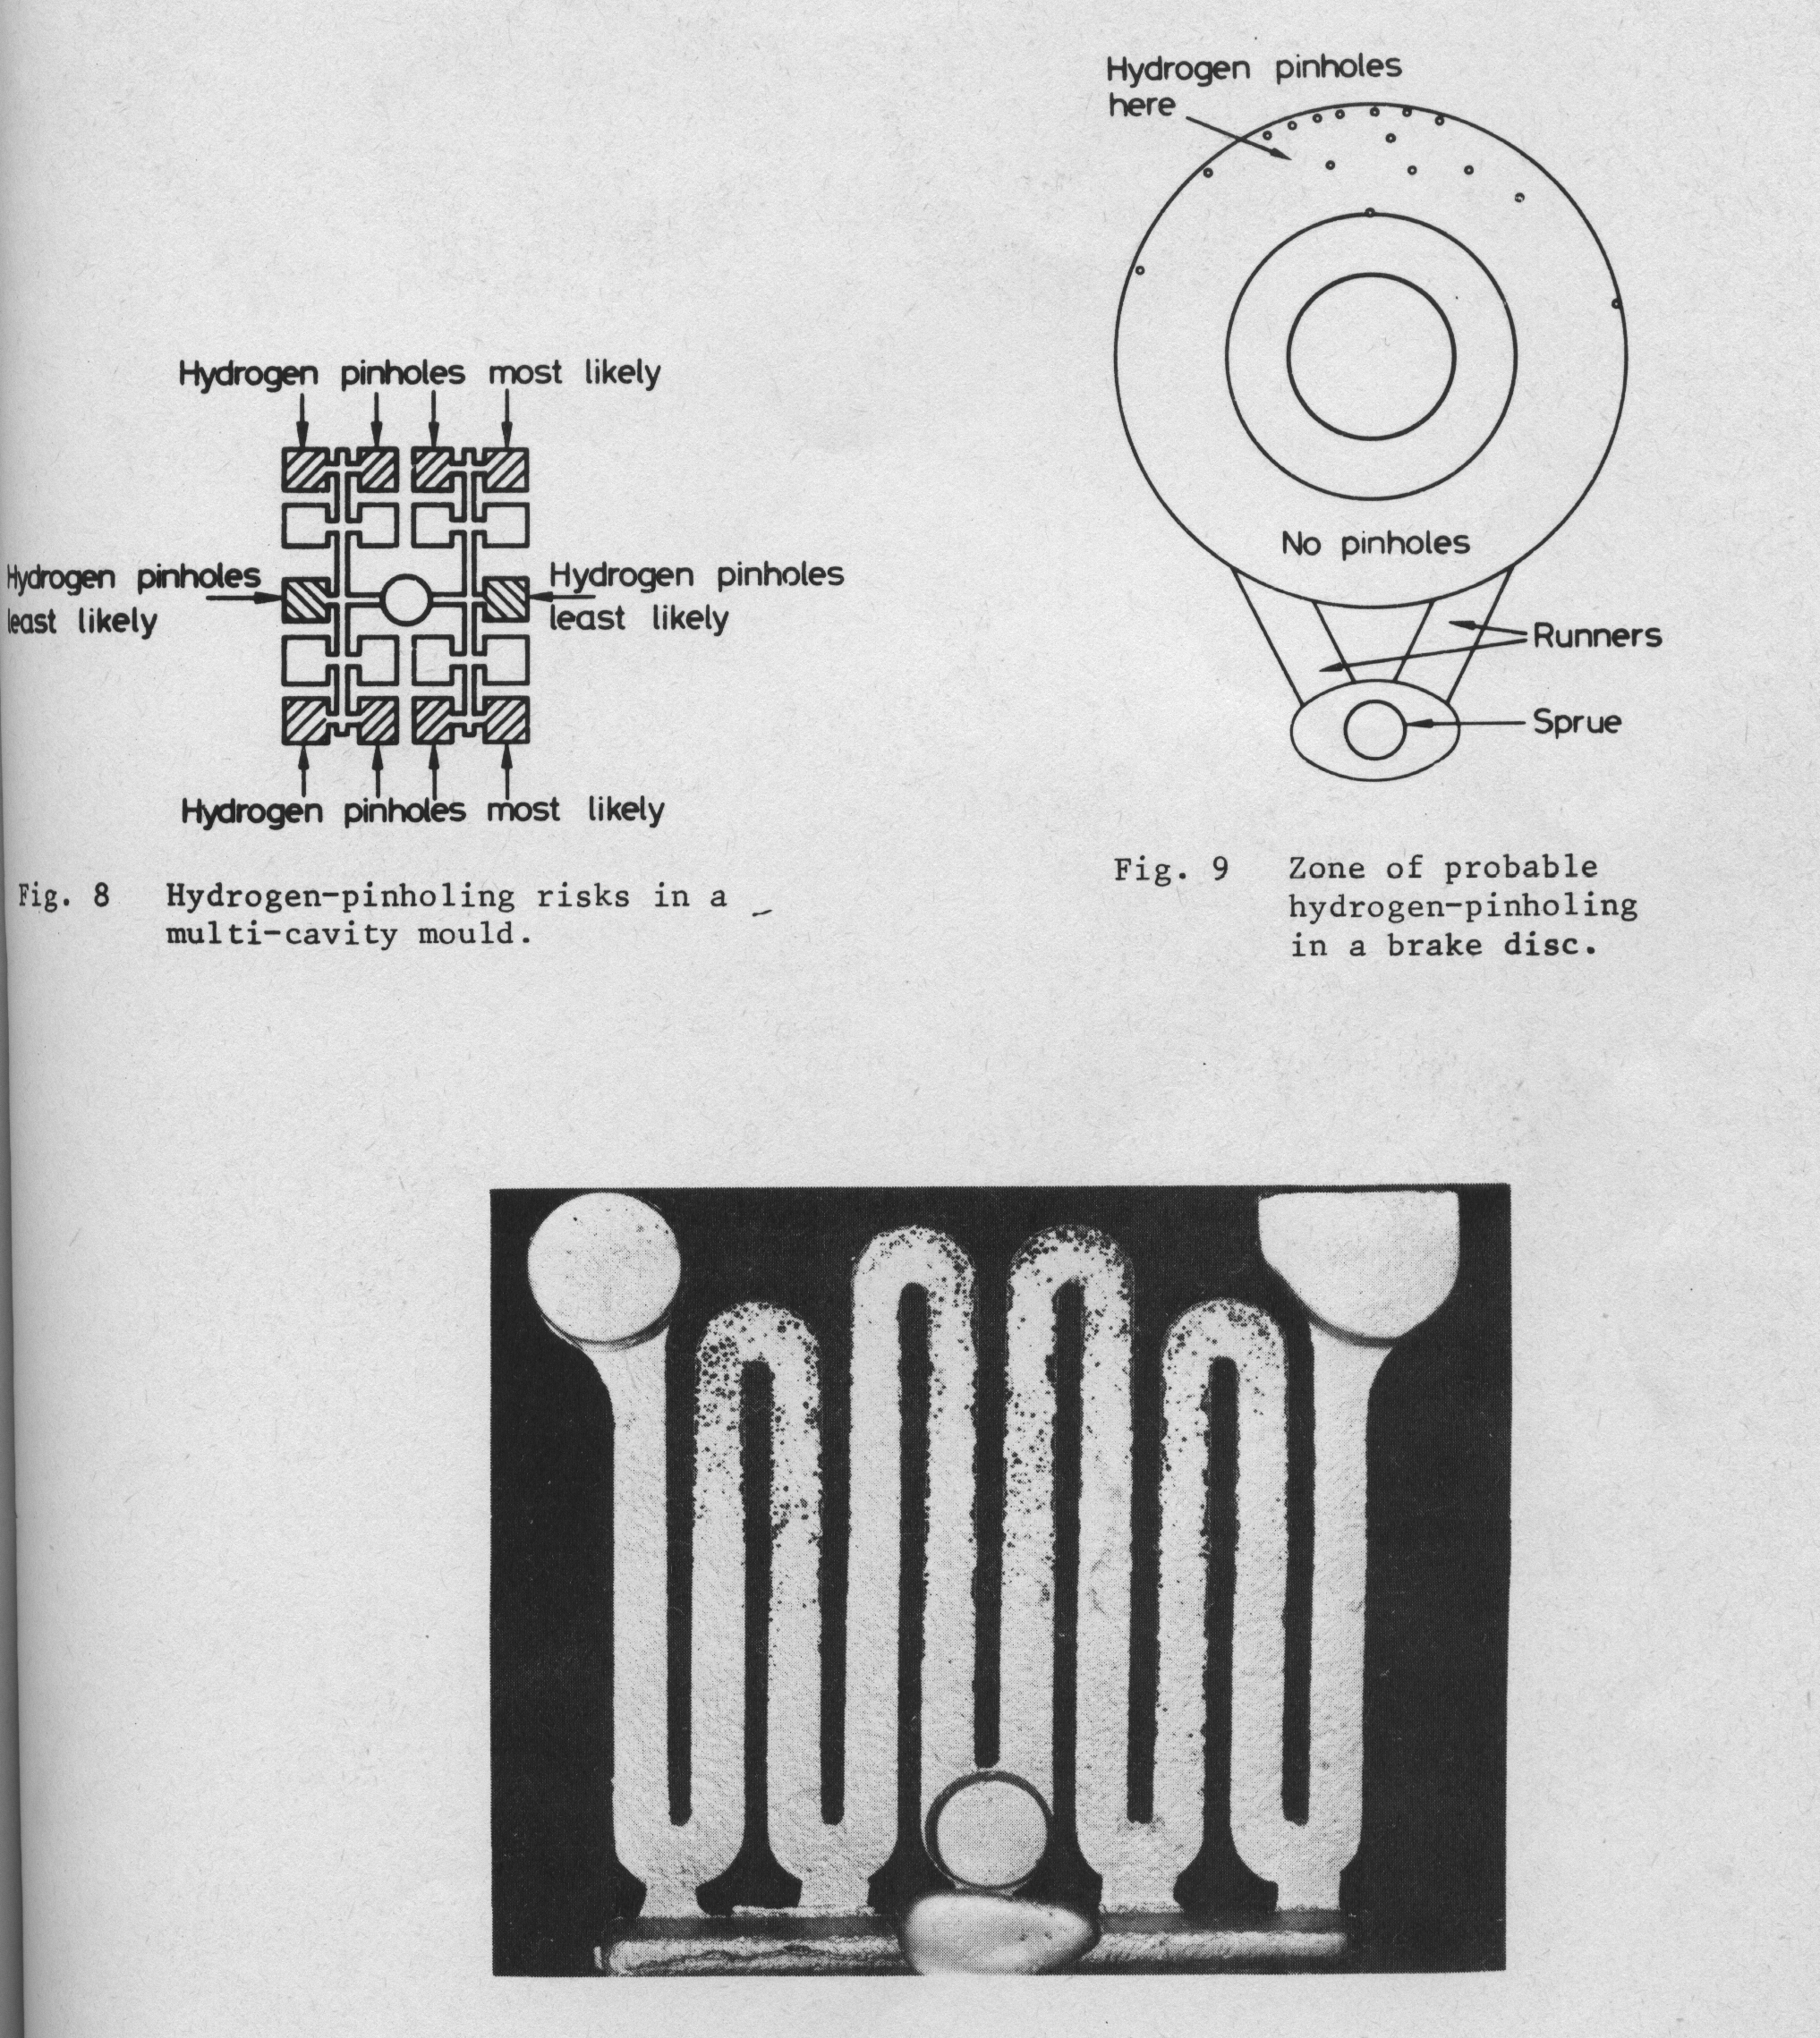 Hydrogen pinholes
here
No pinholes
Runners
Sprue
Fig. 9 Zone of probable
hydrogen-pinholing
in a brake disc.
Hydrogen pinholes most likely
Hydrogen pinholes
least likely
Hydrogen pinholes
least likely
Hydrogen pinholes most likely
Fig. 8 Hydrogen-pinholing risks in a
multi-cavity mould.